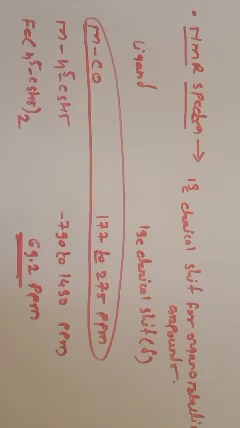 • NMR spectra → 13C chemical shift for organometallic
compound.
ligand 13C chemical shift (δ)
M-CO 177 to 275 ppm
M-η5-C5H5 -790 to 1430 ppm
Fe(η5-C5H5)2 69.2 ppm